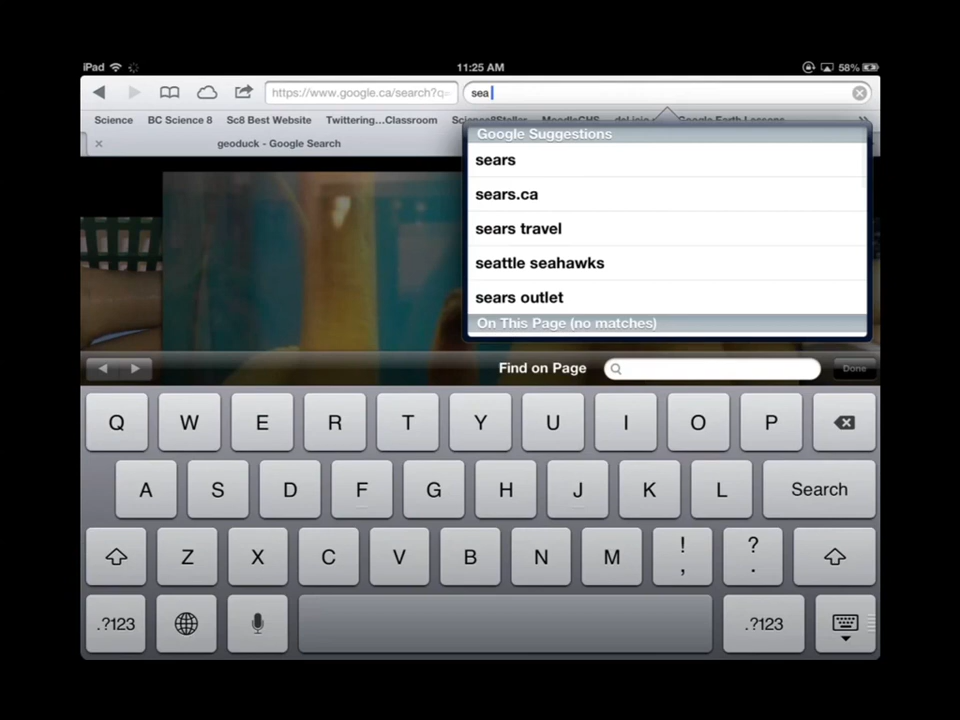 iPad 11:25 AM 58%
https://www.google.ca/search?q= sea
Science BC Science 8 Sc8 Best Website Twittering...Classroom
geoduck - Google Search
Google Suggestions
sears
sears.ca
sears travel
seattle seahawks
sears outlet
On This Page (no matches)
Find on Page Done
Q W E R T Y U I O P
A S D F G H J K L Search
Z X C V B N M ! , ? .
.?123 .?123